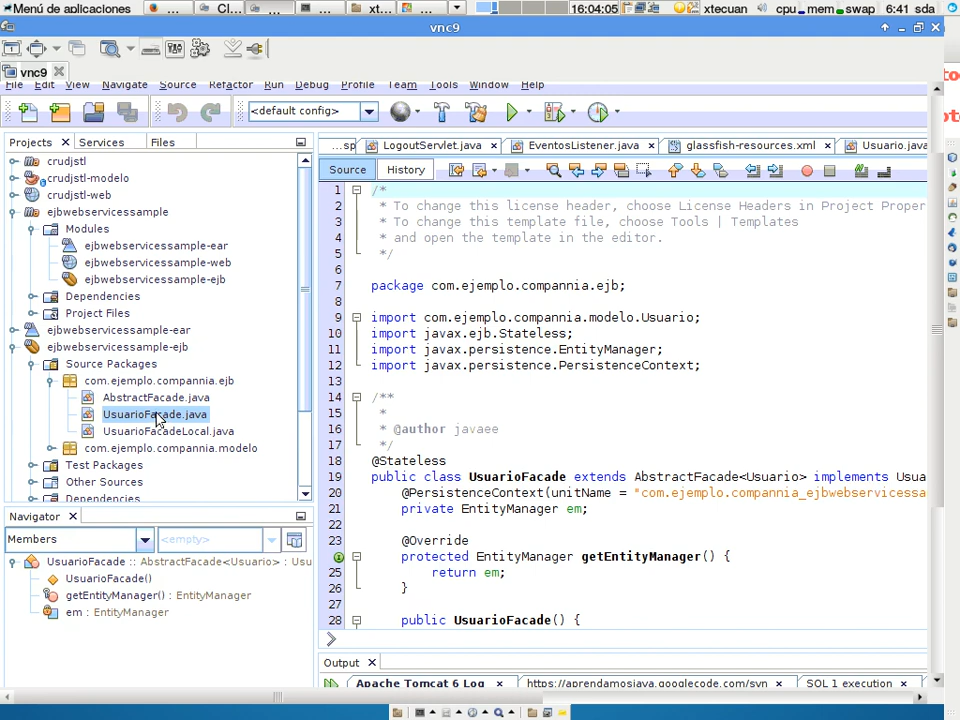 Menú de aplicaciones
...
Cl...
...
...
xt...
...
16:04:05
xtecuan
cpu
mem
swap
6:41
sda
vnc9
vnc9
File Edit View Navigate Source Refactor Run Debug Profile Team Tools Window Help
<default config>
Projects Services Files
crudjstl
crudjstl-modelo
crudjstl-web
ejbwebservicessample
Modules
ejbwebservicessample-ear
ejbwebservicessample-web
ejbwebservicessample-ejb
Dependencies
Project Files
ejbwebservicessample-ear
ejbwebservicessample-ejb
Source Packages
com.ejemplo.compannia.ejb
AbstractFacade.java
UsuarioFacade.java
UsuarioFacadeLocal.java
com.ejemplo.compannia.modelo
Test Packages
Other Sources
Dependencies
Navigator
Members
<empty>
UsuarioFacade :: AbstractFacade<Usuario> : Usu
UsuarioFacade()
getEntityManager() : EntityManager
em : EntityManager
...sp LogoutServlet.java EventosListener.java glassfish-resources.xml Usuario.java
Source History
1 /*
2 * To change this license header, choose License Headers in Project Proper
3 * To change this template file, choose Tools | Templates
4 * and open the template in the editor.
5 */
6
7 package com.ejemplo.compannia.ejb;
8
9 import com.ejemplo.compannia.modelo.Usuario;
10 import javax.ejb.Stateless;
11 import javax.persistence.EntityManager;
12 import javax.persistence.PersistenceContext;
13
14 /**
15 *
16 * @author javaee
17 */
18 @Stateless
19 public class UsuarioFacade extends AbstractFacade<Usuario> implements Usua
20 @PersistenceContext(unitName = "com.ejemplo.compannia_ejbwebservicessa
21 private EntityManager em;
22
23 @Override
protected EntityManager getEntityManager() {
25 return em;
26 }
27
28 public UsuarioFacade() {
Output
Apache Tomcat 6 Log https://aprendamosjava.googlecode.com/svn SQL 1 execution